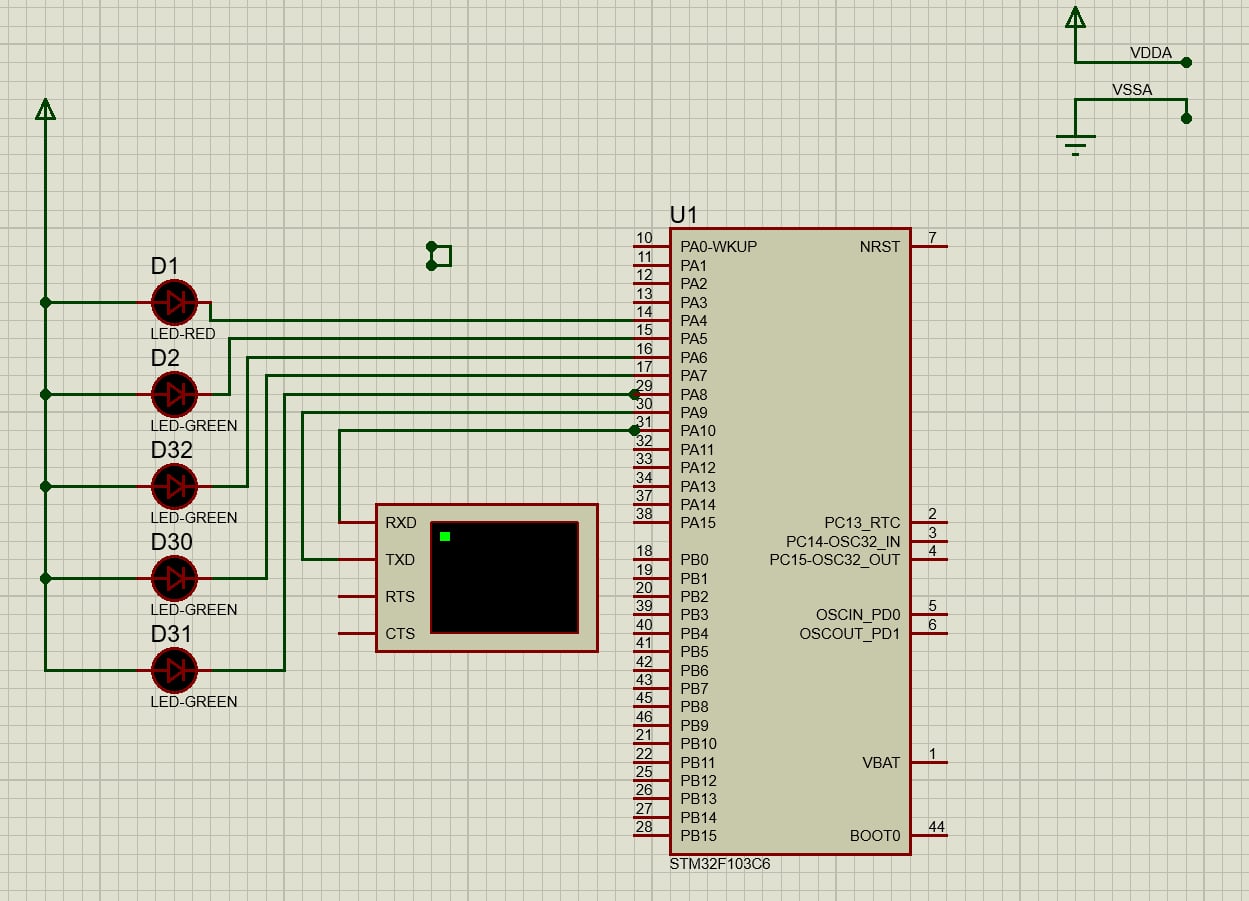 VDDA
VSSA
D1
LED-RED
D2
LED-GREEN
D32
LED-GREEN
D30
LED-GREEN
D31
LED-GREEN
RXD
TXD
RTS
CTS
U1
10 PA0-WKUP NRST 7
11 PA1
12 PA2
13 PA3
14 PA4
15 PA5
16 PA6
17 PA7
29 PA8
30 PA9
31 PA10
32 PA11
33 PA12
34 PA13
37 PA14
38 PA15 PC13_RTC 2
PC14-OSC32_IN 3
18 PB0 PC15-OSC32_OUT 4
19 PB1
20 PB2
39 PB3 OSCIN_PD0 5
40 PB4 OSCOUT_PD1 6
41 PB5
42 PB6
43 PB7
45 PB8
46 PB9
21 PB10
22 PB11 VBAT 1
25 PB12
26 PB13
27 PB14
28 PB15 BOOT0 44
STM32F103C6